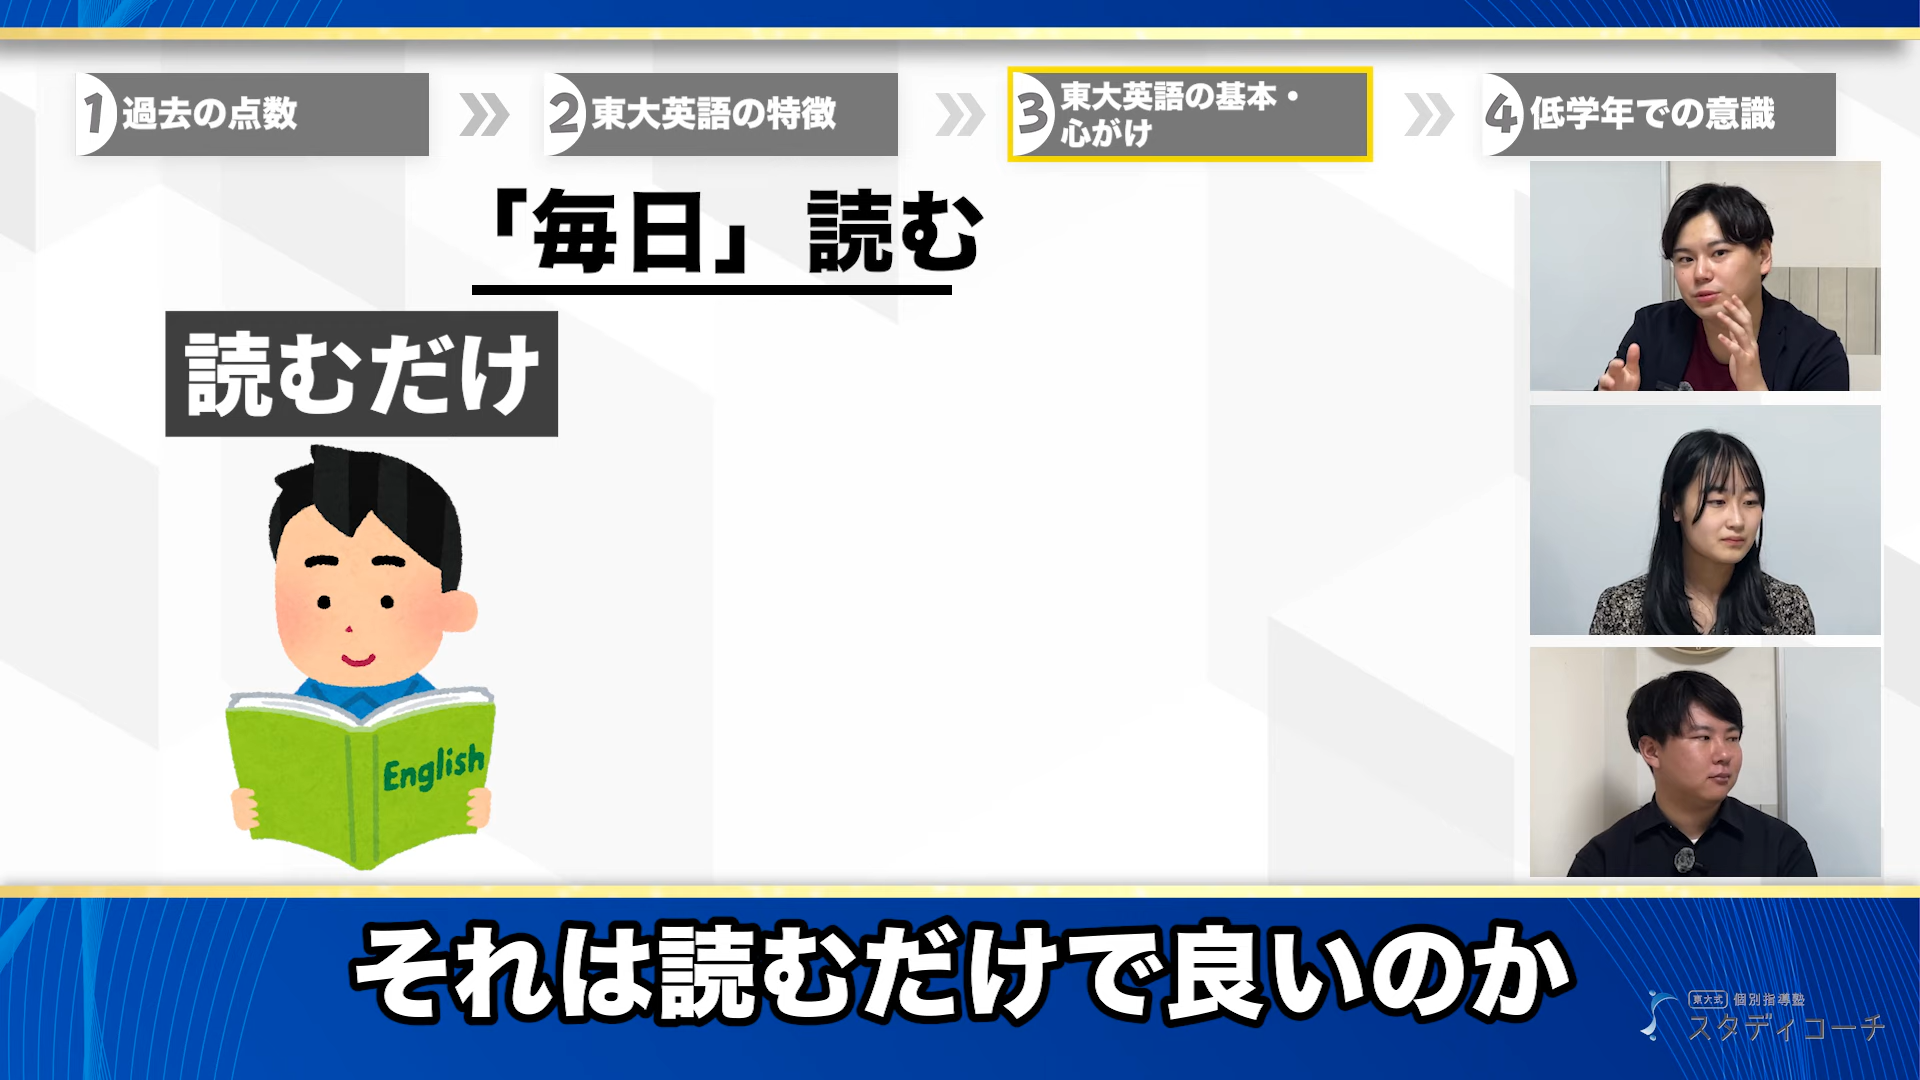 1 過去の点数
2 東大英語の特徴
3 東大英語の基本・
心がけ
4 低学年での意識
「毎日」読む
読むだけ
English
それは読むだけで良いのか
東大式 個別指導塾
スタディコーチ